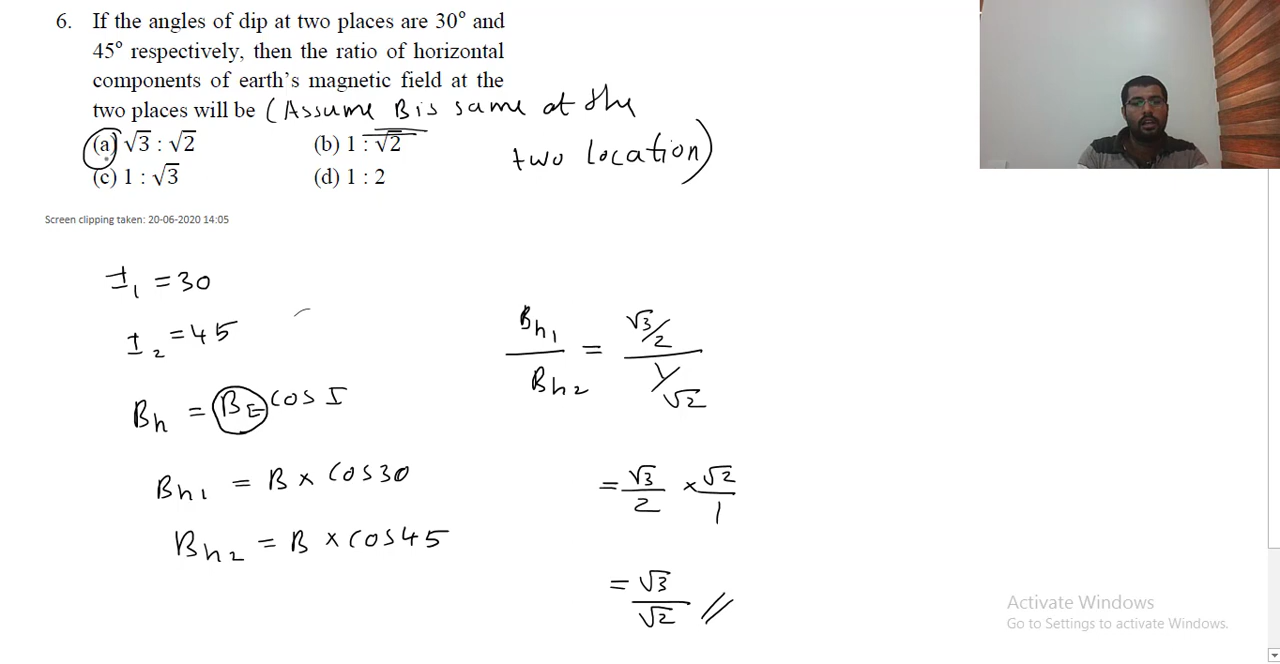 6. If the angles of dip at two places are 30° and
45° respectively, then the ratio of horizontal
components of earth's magnetic field at the
two places will be (Assume B is same at the
two location)
(a) √3 : √2 (b) 1 : √2
(c) 1 : √3 (d) 1 : 2
Screen clipping taken: 20-06-2020 14:05
I₁ = 30
I₂ = 45
Bh = BE cos I
Bh1 = B × cos30
Bh2 = B × cos45
Bh1/Bh2 = (√3/2)/(1/√2)
= √3/2 × √2/1
= √3/√2 //
Activate Windows
Go to Settings to activate Windows.